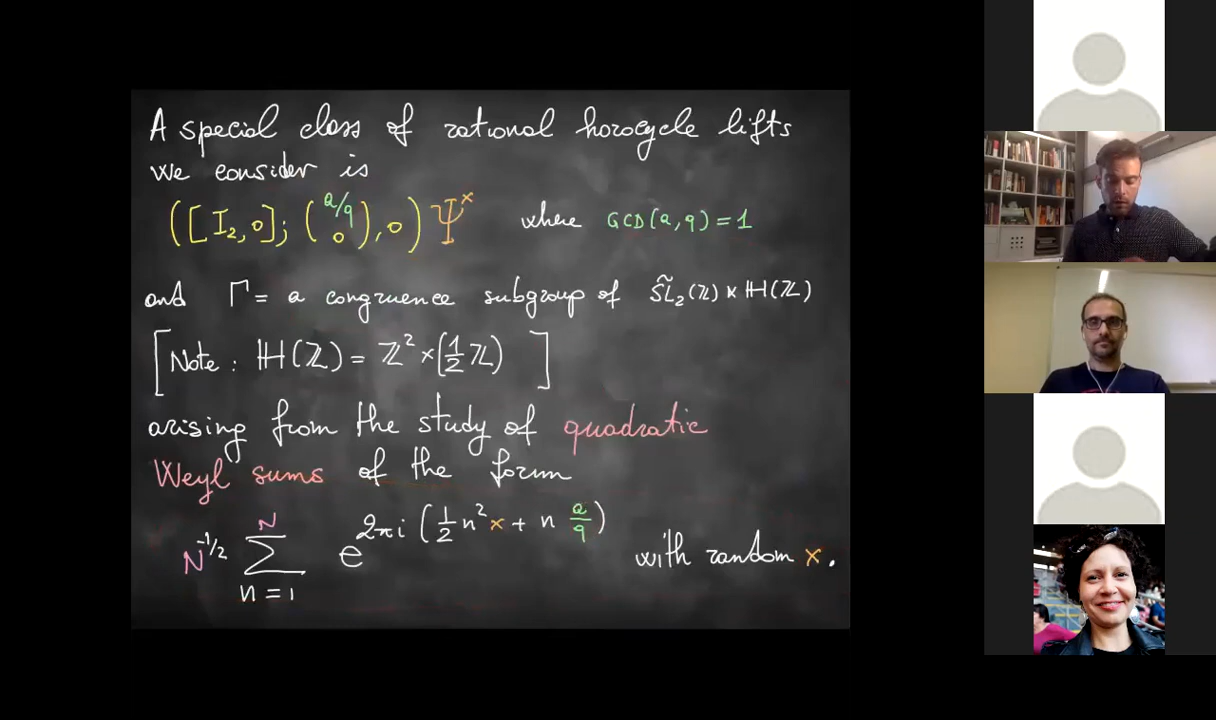 A special class of rational horocycle lifts
we consider is
([I₂, 0]; (a/q 0), 0) Ψˣ where GCD(a, q) = 1
and Γ = a congruence subgroup of S̃L₂(ℤ) ⋉ ℍ(ℤ)
[Note: ℍ(ℤ) = ℤ² × (½ℤ)]
arising from the study of quadratic
Weyl sums of the form
N^{-1/2} ∑_{n=1}^{N} e^{2πi(½n²x + n a/q)} with random x.